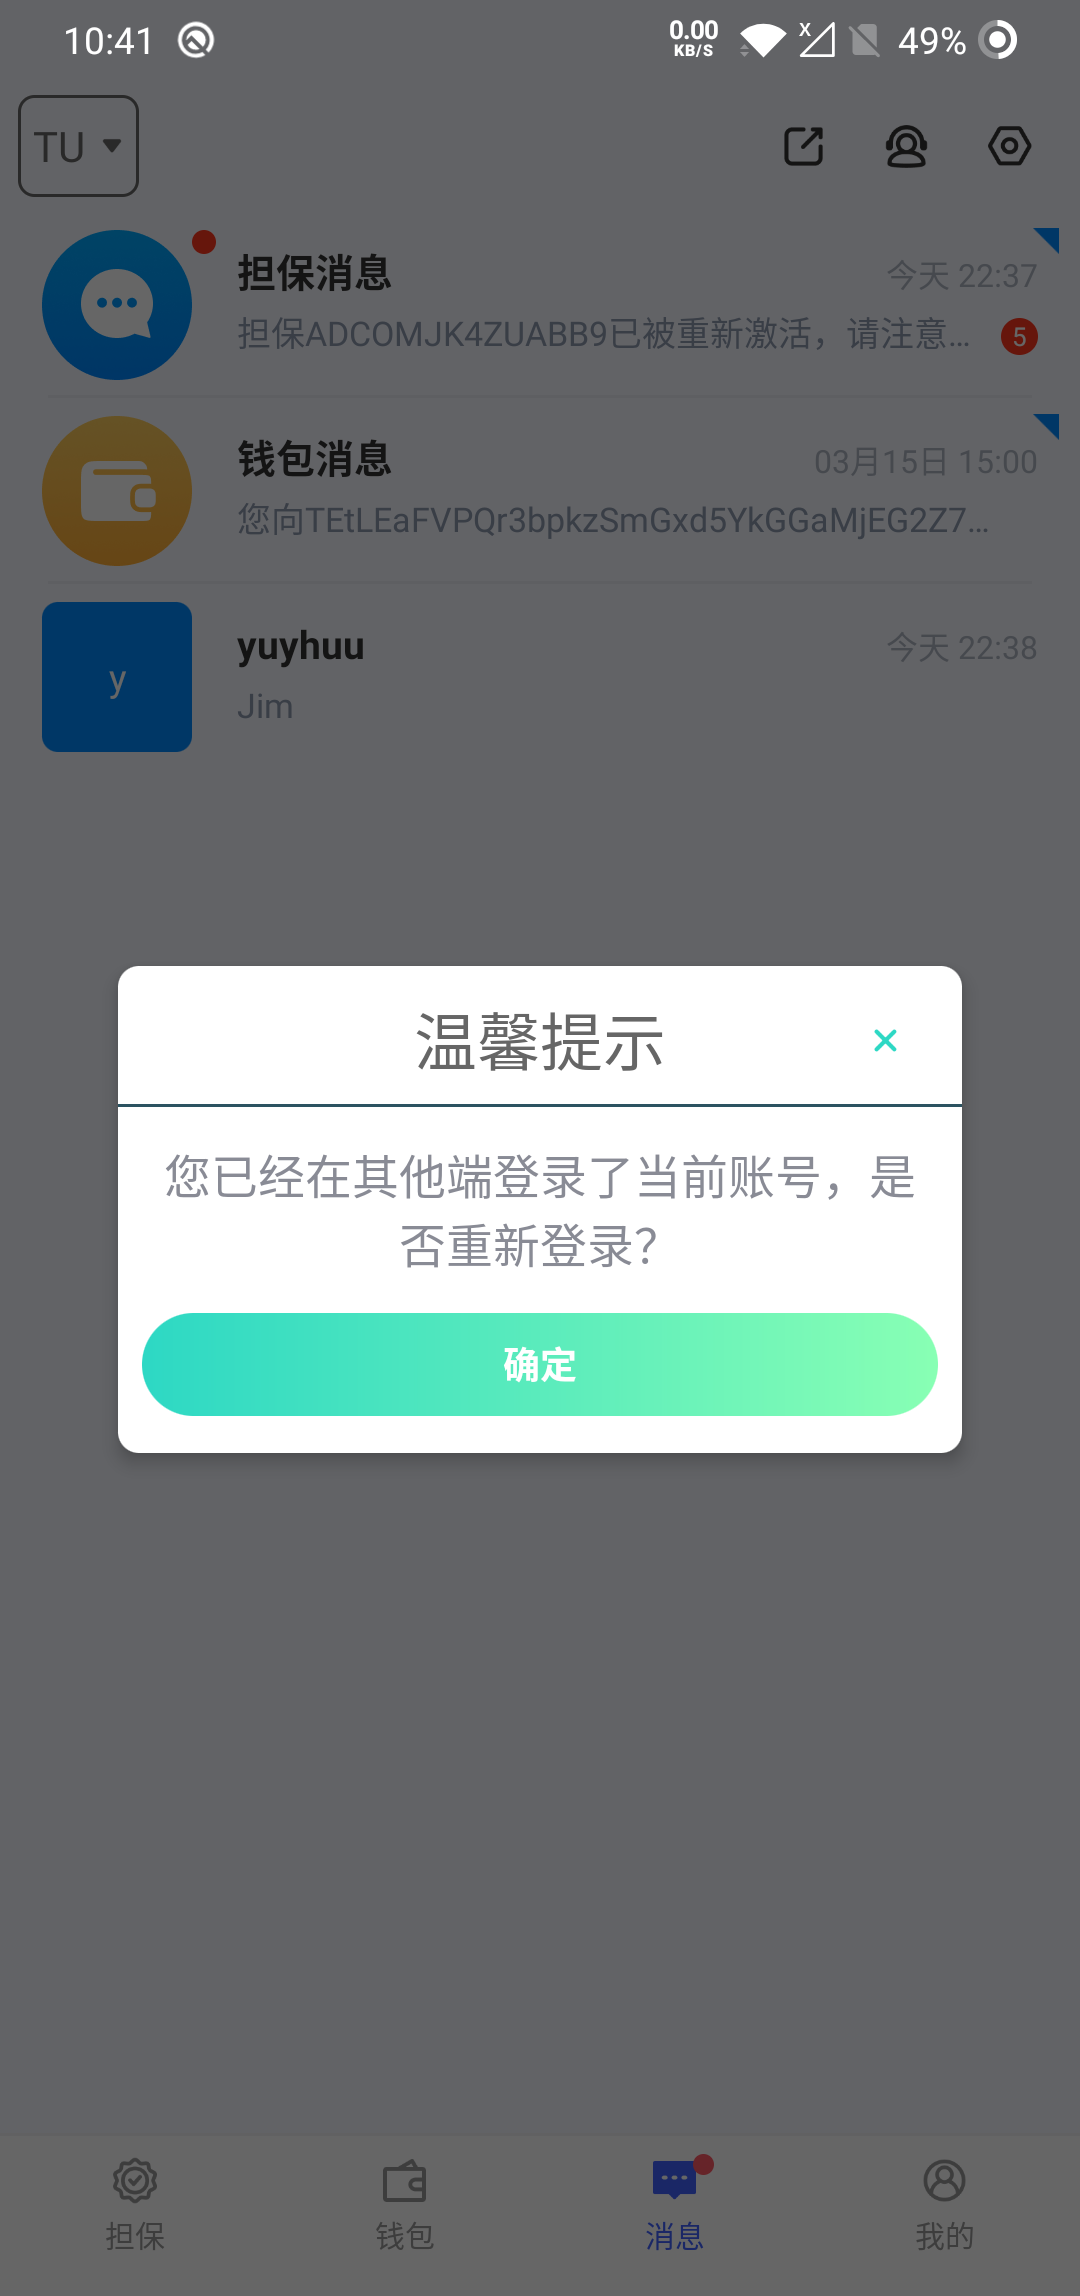 10:41
0.00
KB/S
X
49%
TU
担保消息
今天 22:37
担保ADCOMJK4ZUABB9已被重新激活，请注意...
5
钱包消息
03月15日 15:00
您向TEtLEaFVPQr3bpkzSmGxd5YkGGaMjEG2Z7...
y
yuyhuu
今天 22:38
Jim
温馨提示
您已经在其他端登录了当前账号，是
否重新登录？
确定
担保
钱包
消息
我的